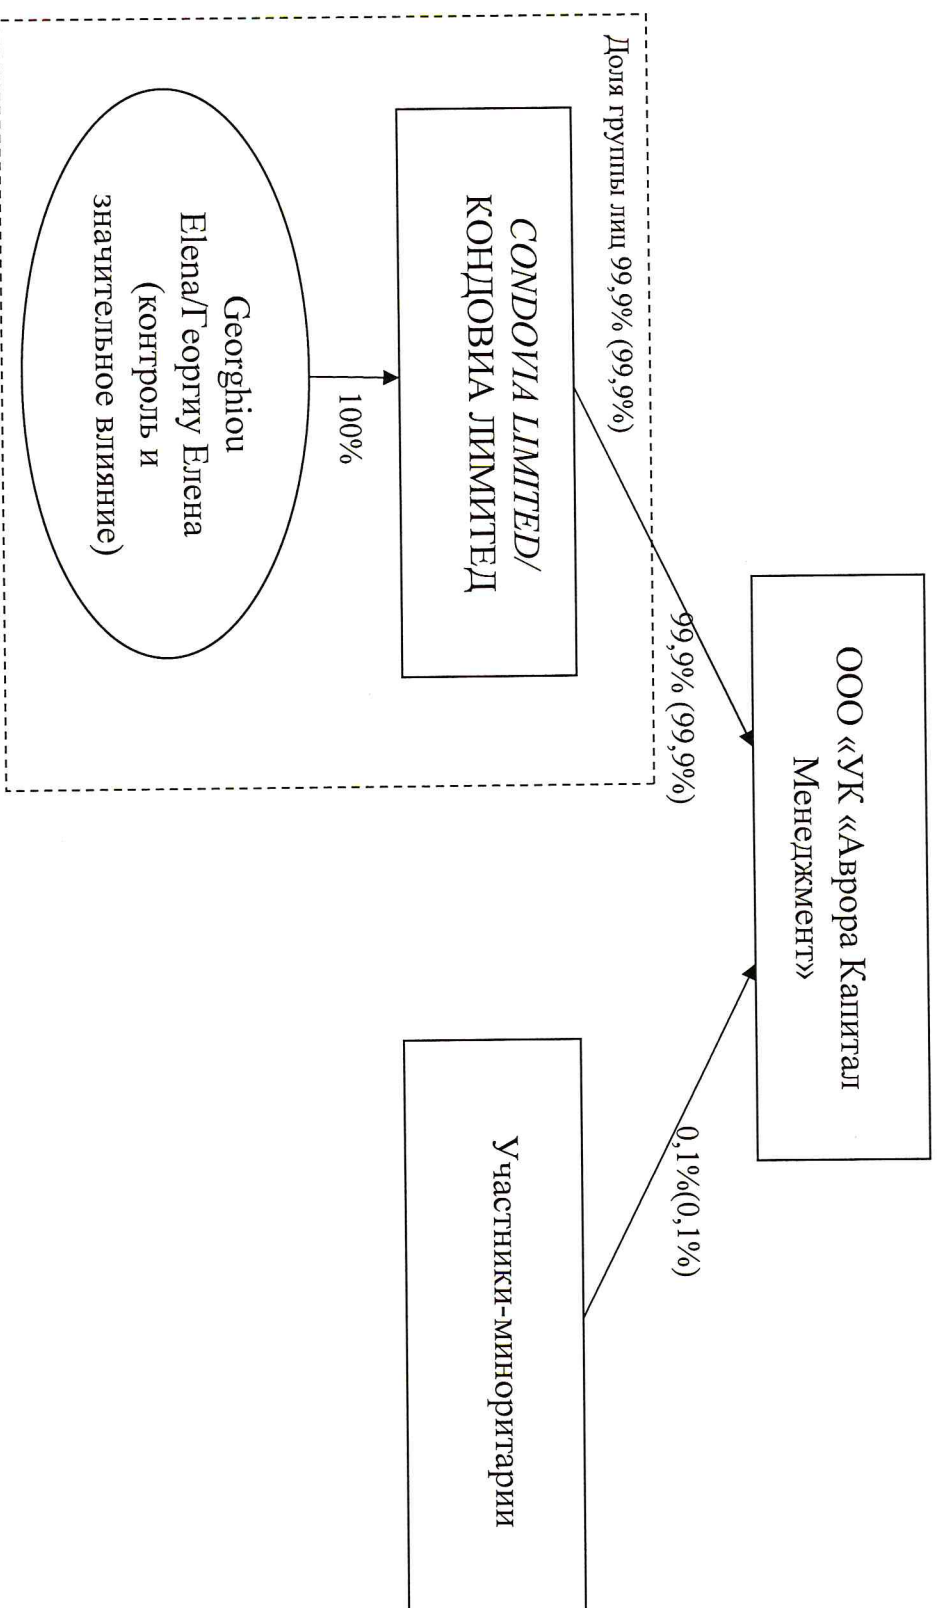 ООО «УК «Аврора Капитал
Менеджмент»
Доля группы лиц 99,9% (99,9%)
99,9% (99,9%)
0,1%(0,1%)
CONDOVIA LIMITED/
КОНДОВИА ЛИМИТЕД
Участники-миноритарии
100%
Georghiou
Elena/Георгиу Елена
(контроль и
значительное влияние)